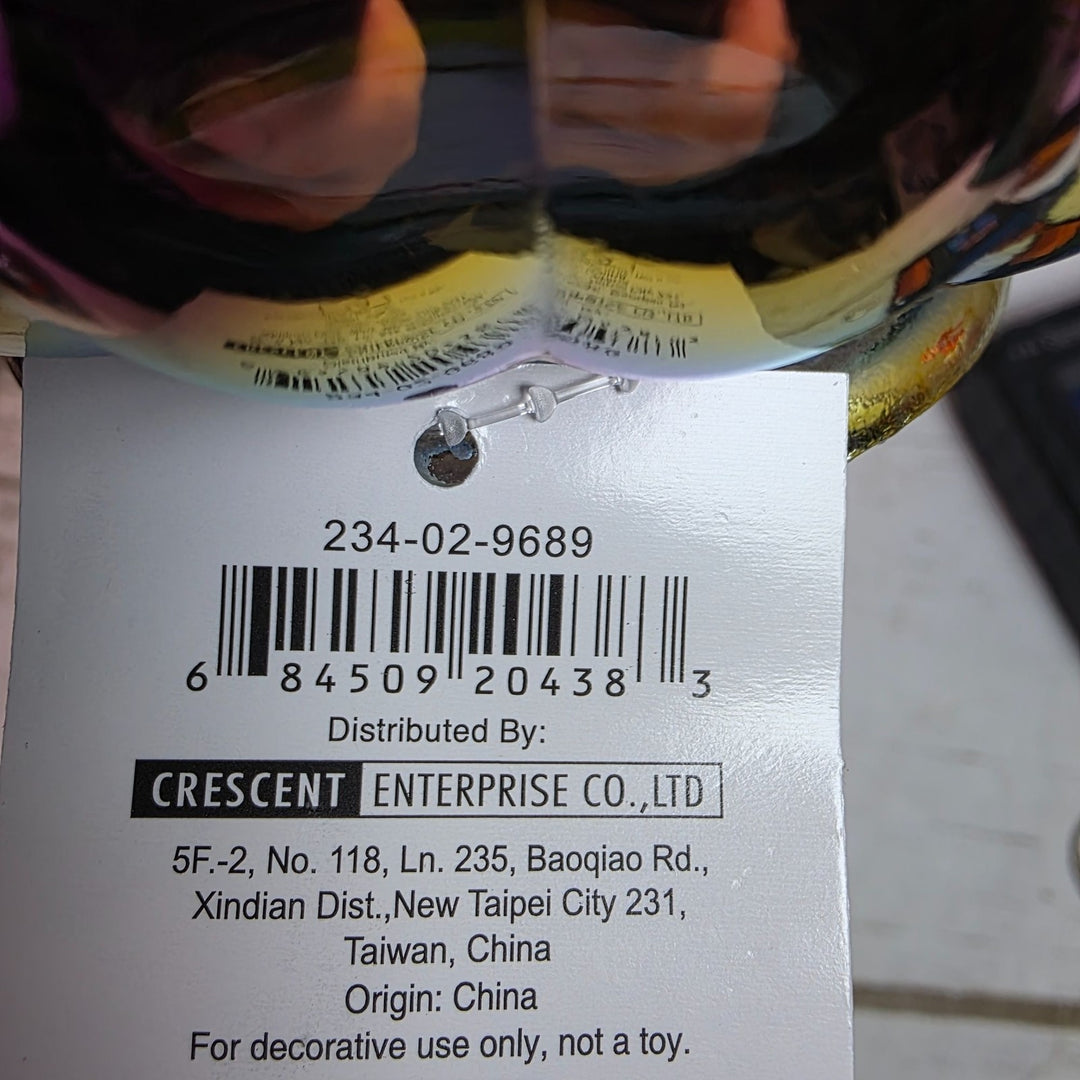 234-02-9689
6 84509 20438 3
Distributed By:
CRESCENT ENTERPRISE CO.,LTD
5F.-2, No. 118, Ln. 235, Baoqiao Rd.,
Xindian Dist.,New Taipei City 231,
Taiwan, China
Origin: China
For decorative use only, not a toy.